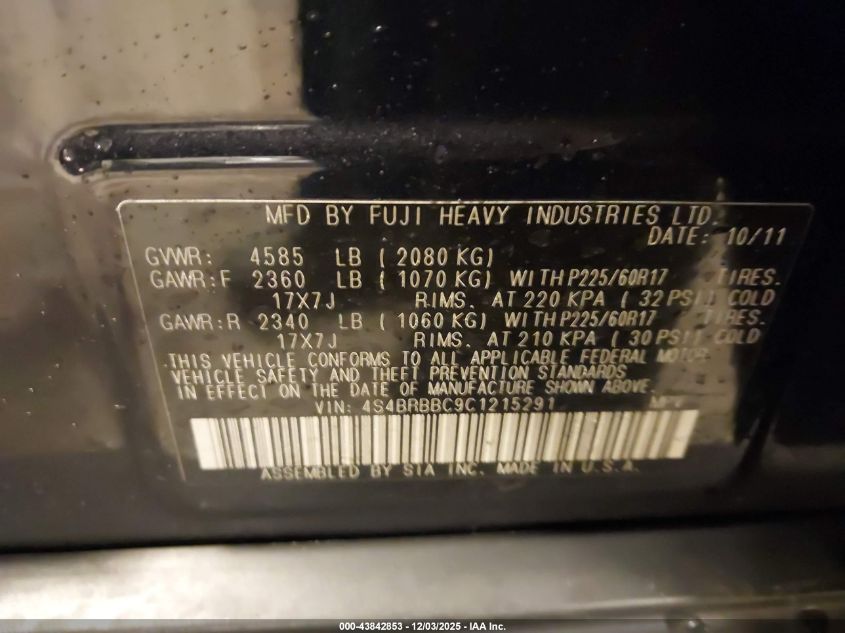 MFD BY FUJI HEAVY INDUSTRIES LTD.
DATE: 10/11
GVWR: 4585 LB ( 2080 KG)
GAWR:F 2360 LB ( 1070 KG) WITH P225/60R17 TIRES.
17X7J RIMS. AT 220 KPA ( 32 PSI) COLD
GAWR:R 2340 LB ( 1060 KG) WITH P225/60R17 TIRES.
17X7J RIMS. AT 210 KPA ( 30 PSI) COLD
THIS VEHICLE CONFORMS TO ALL APPLICABLE FEDERAL MOTOR
VEHICLE SAFETY AND THEFT PREVENTION STANDARDS
IN EFFECT ON THE DATE OF MANUFACTURE SHOWN ABOVE.
VIN: 4S4BRBBC9C1215291 MPV
ASSEMBLED BY SIA INC. MADE IN U.S.A.
000-43842853 - 12/03/2025 - IAA Inc.